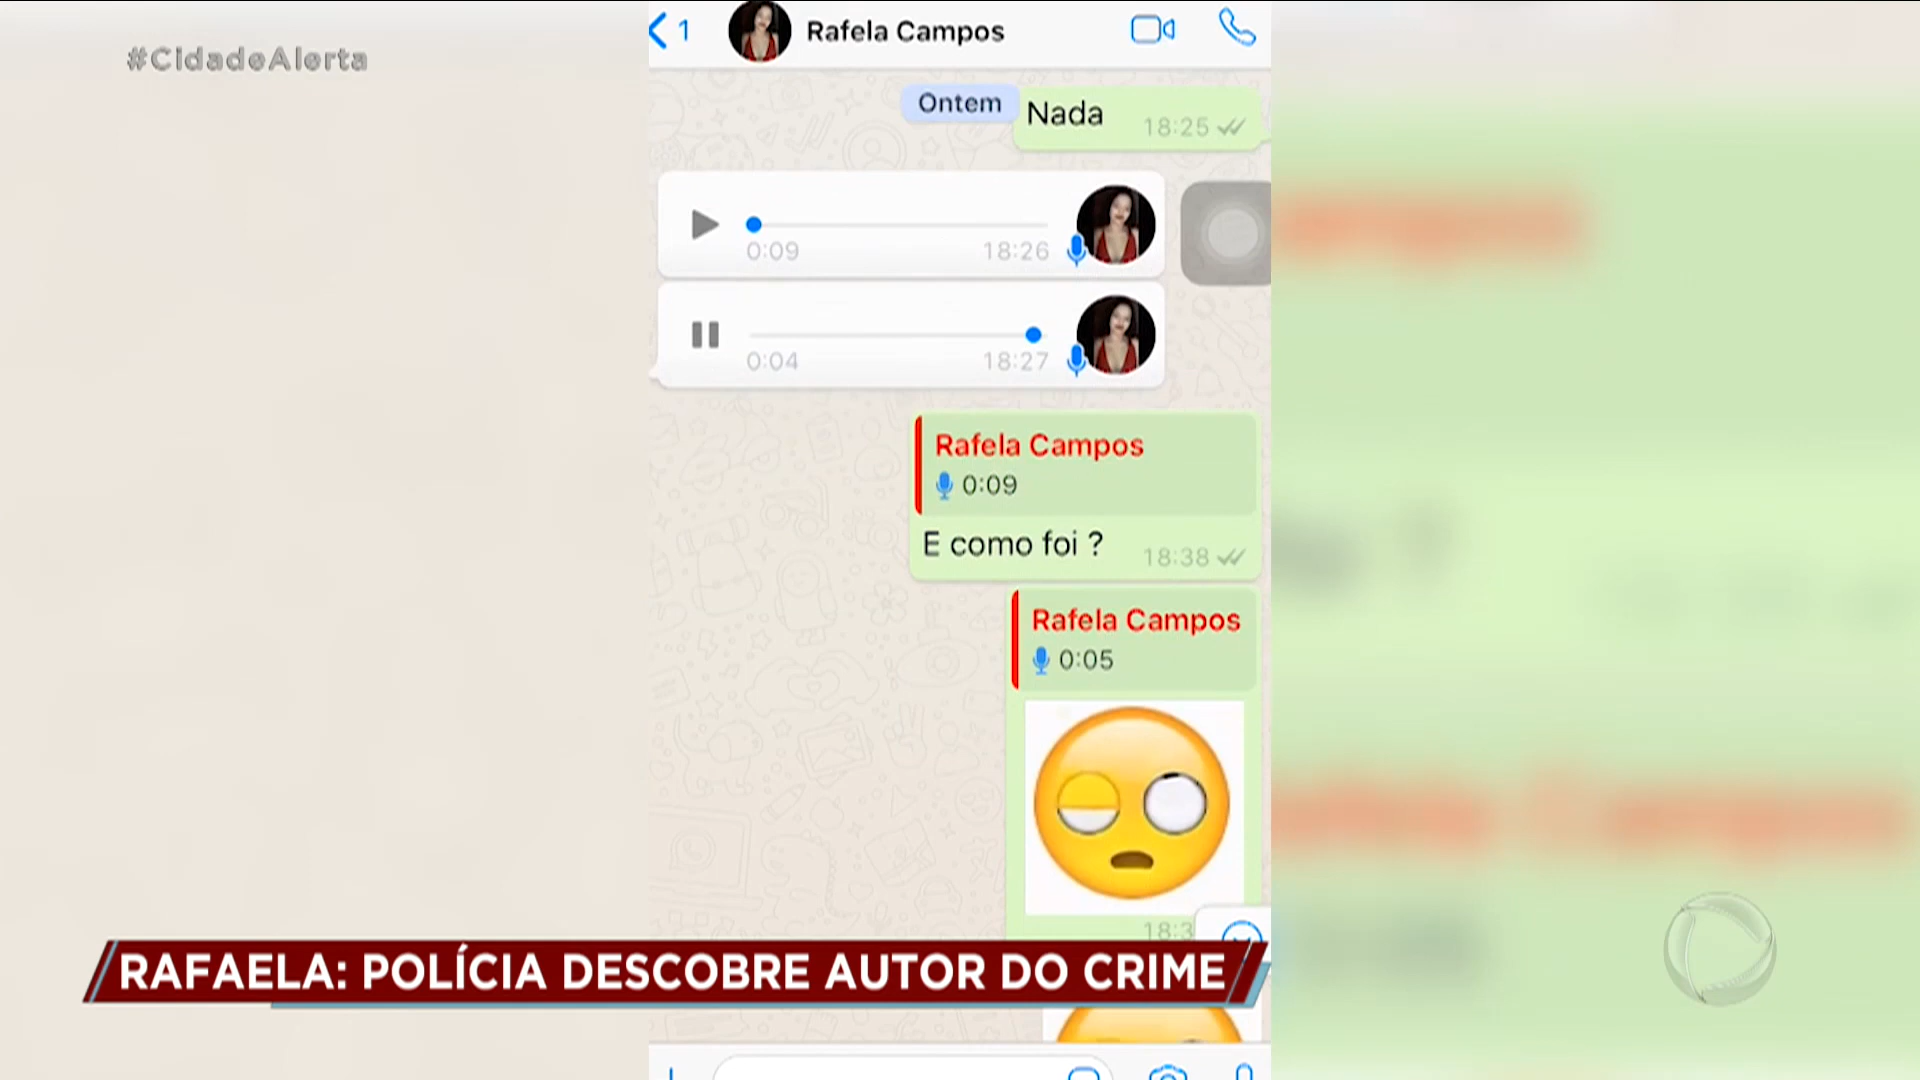 #CidadeAlerta
1
Rafela Campos
Ontem
Nada
18:25
0:09
18:26
0:04
18:27
Rafela Campos
0:09
E como foi ?
18:38
Rafela Campos
0:05
RAFAELA: POLÍCIA DESCOBRE AUTOR DO CRIME